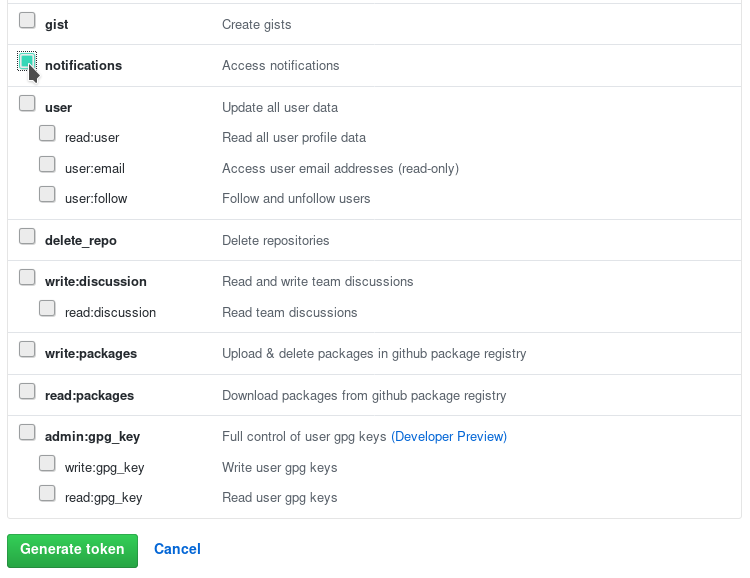 gist Create gists
notifications Access notifications
user Update all user data
read:user Read all user profile data
user:email Access user email addresses (read-only)
user:follow Follow and unfollow users
delete_repo Delete repositories
write:discussion Read and write team discussions
read:discussion Read team discussions
write:packages Upload & delete packages in github package registry
read:packages Download packages from github package registry
admin:gpg_key Full control of user gpg keys (Developer Preview)
write:gpg_key Write user gpg keys
read:gpg_key Read user gpg keys
Generate token Cancel